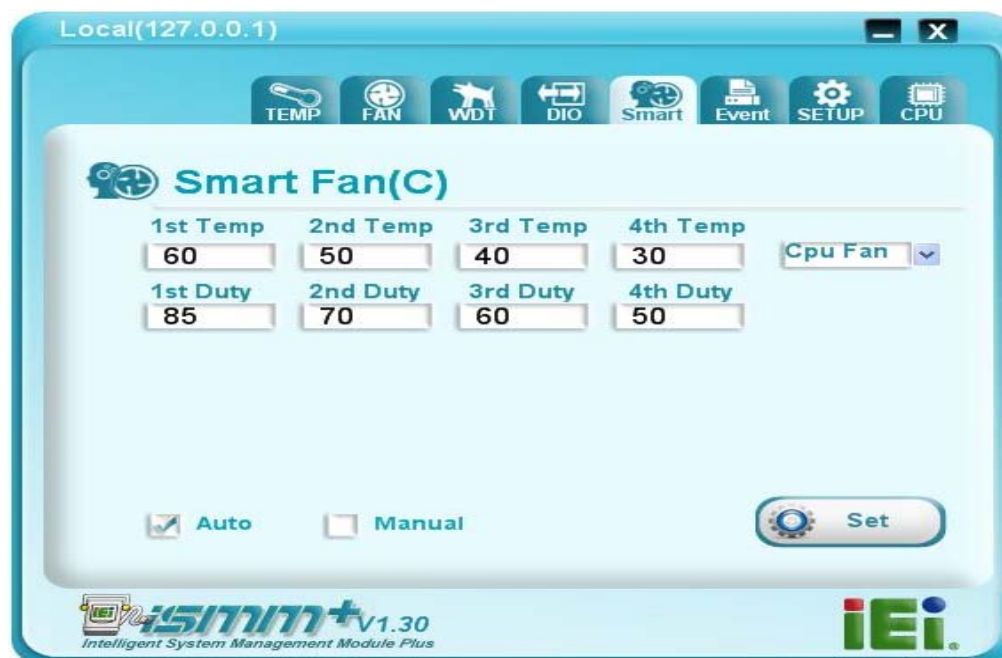 Local(127.0.0.1)
TEMP FAN WDT DIO Smart Event SETUP CPU
Smart Fan(C)
1st Temp 2nd Temp 3rd Temp 4th Temp
60 50 40 30 Cpu Fan
1st Duty 2nd Duty 3rd Duty 4th Duty
85 70 60 50
Auto Manual Set
iEi ismm+ V1.30
Intelligent System Management Module Plus
iEi.